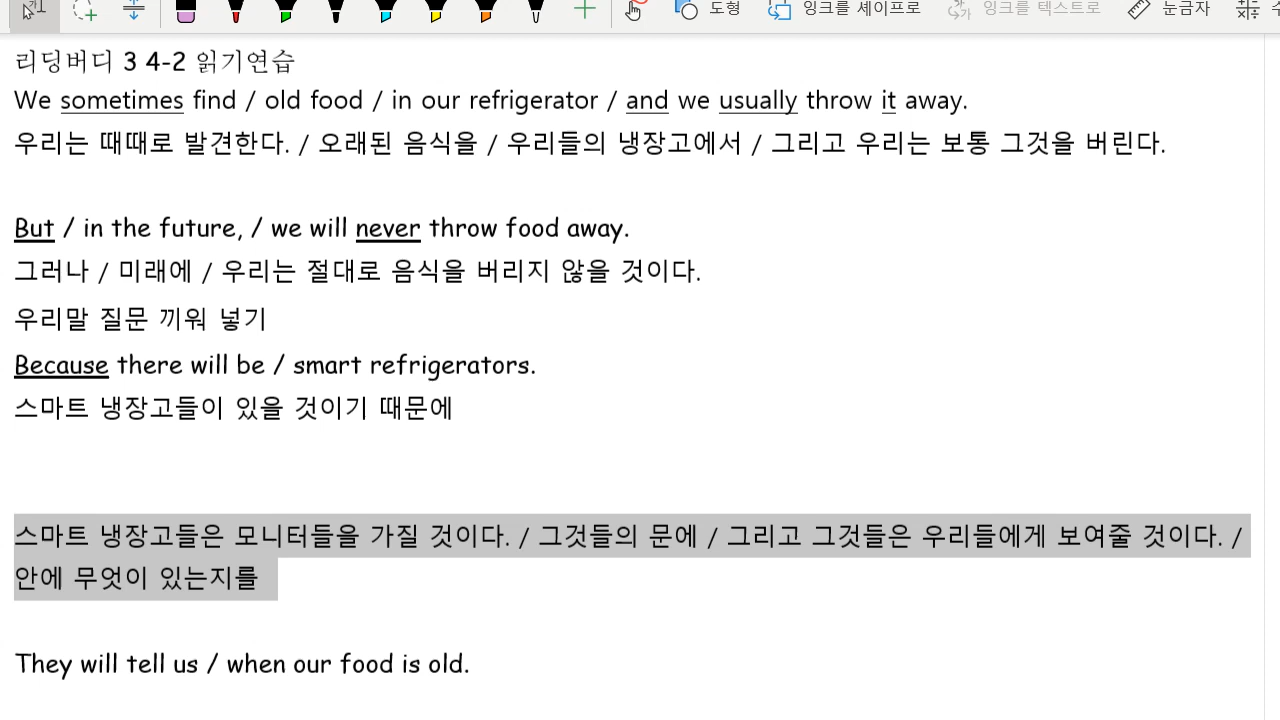 도형 잉크를 셰이프로 잉크를 텍스트로 눈금자
리딩버디 3 4-2 읽기연습
We sometimes find / old food / in our refrigerator / and we usually throw it away.
우리는 때때로 발견한다. / 오래된 음식을 / 우리들의 냉장고에서 / 그리고 우리는 보통 그것을 버린다.
But / in the future, / we will never throw food away.
그러나 / 미래에 / 우리는 절대로 음식을 버리지 않을 것이다.
우리말 질문 끼워 넣기
Because there will be / smart refrigerators.
스마트 냉장고들이 있을 것이기 때문에
스마트 냉장고들은 모니터들을 가질 것이다. / 그것들의 문에 / 그리고 그것들은 우리들에게 보여줄 것이다. /
안에 무엇이 있는지를
They will tell us / when our food is old.